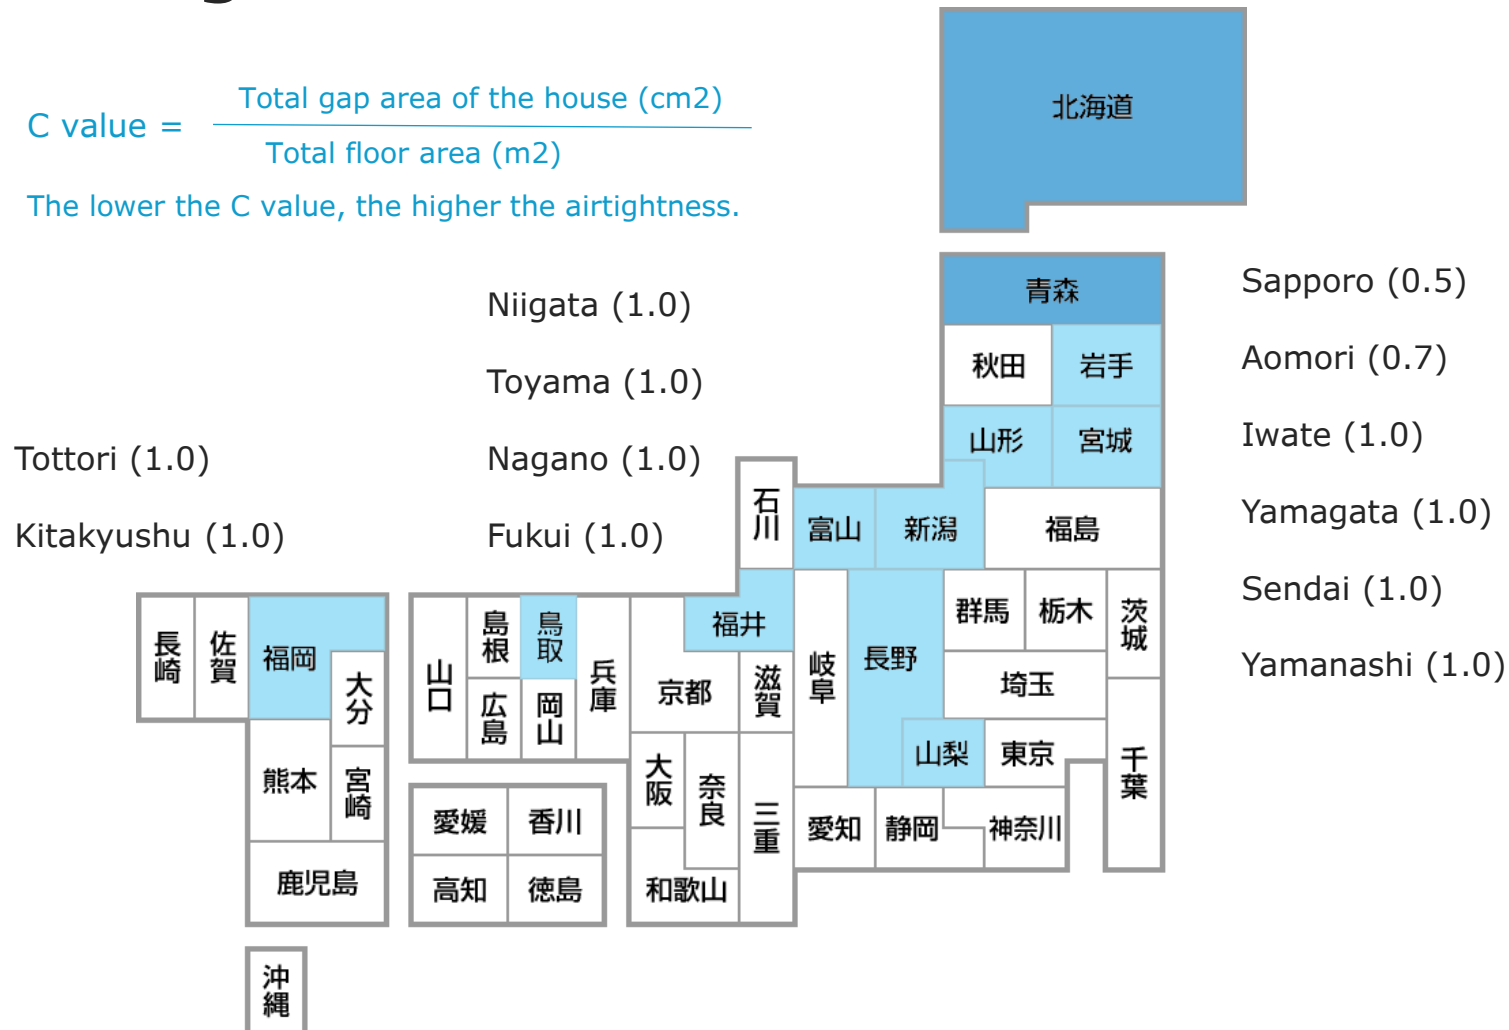 C value =
Total gap area of the house (cm2)
Total floor area (m2)
The lower the C value, the higher the airtightness.
Niigata (1.0)
Toyama (1.0)
Nagano (1.0)
Fukui (1.0)
Tottori (1.0)
Kitakyushu (1.0)
Sapporo (0.5)
Aomori (0.7)
Iwate (1.0)
Yamagata (1.0)
Sendai (1.0)
Yamanashi (1.0)
北海道
青森
秋田
岩手
山形
宮城
石川
富山
新潟
福島
福井
岐阜
長野
群馬
栃木
茨城
埼玉
山梨
東京
千葉
愛知
静岡
神奈川
京都
滋賀
大阪
奈良
三重
和歌山
山口
島根
鳥取
兵庫
広島
岡山
愛媛
香川
高知
徳島
長崎
佐賀
福岡
大分
熊本
宮崎
鹿児島
沖縄